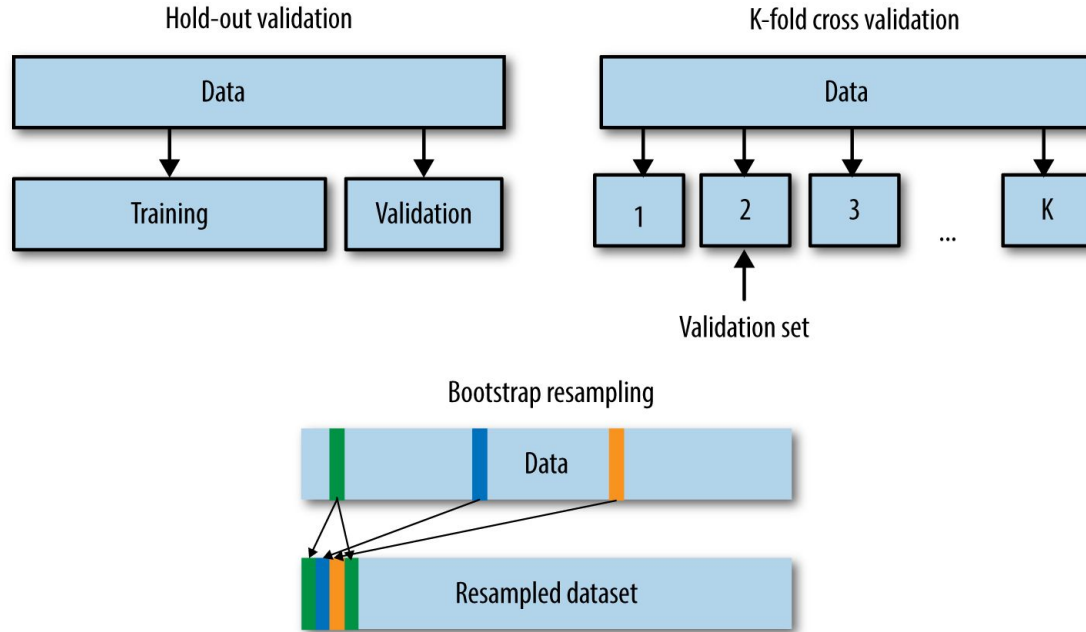 Hold-out validation
Data
Training
Validation
K-fold cross validation
Data
1
2
3
...
K
Validation set
Bootstrap resampling
Data
Resampled dataset